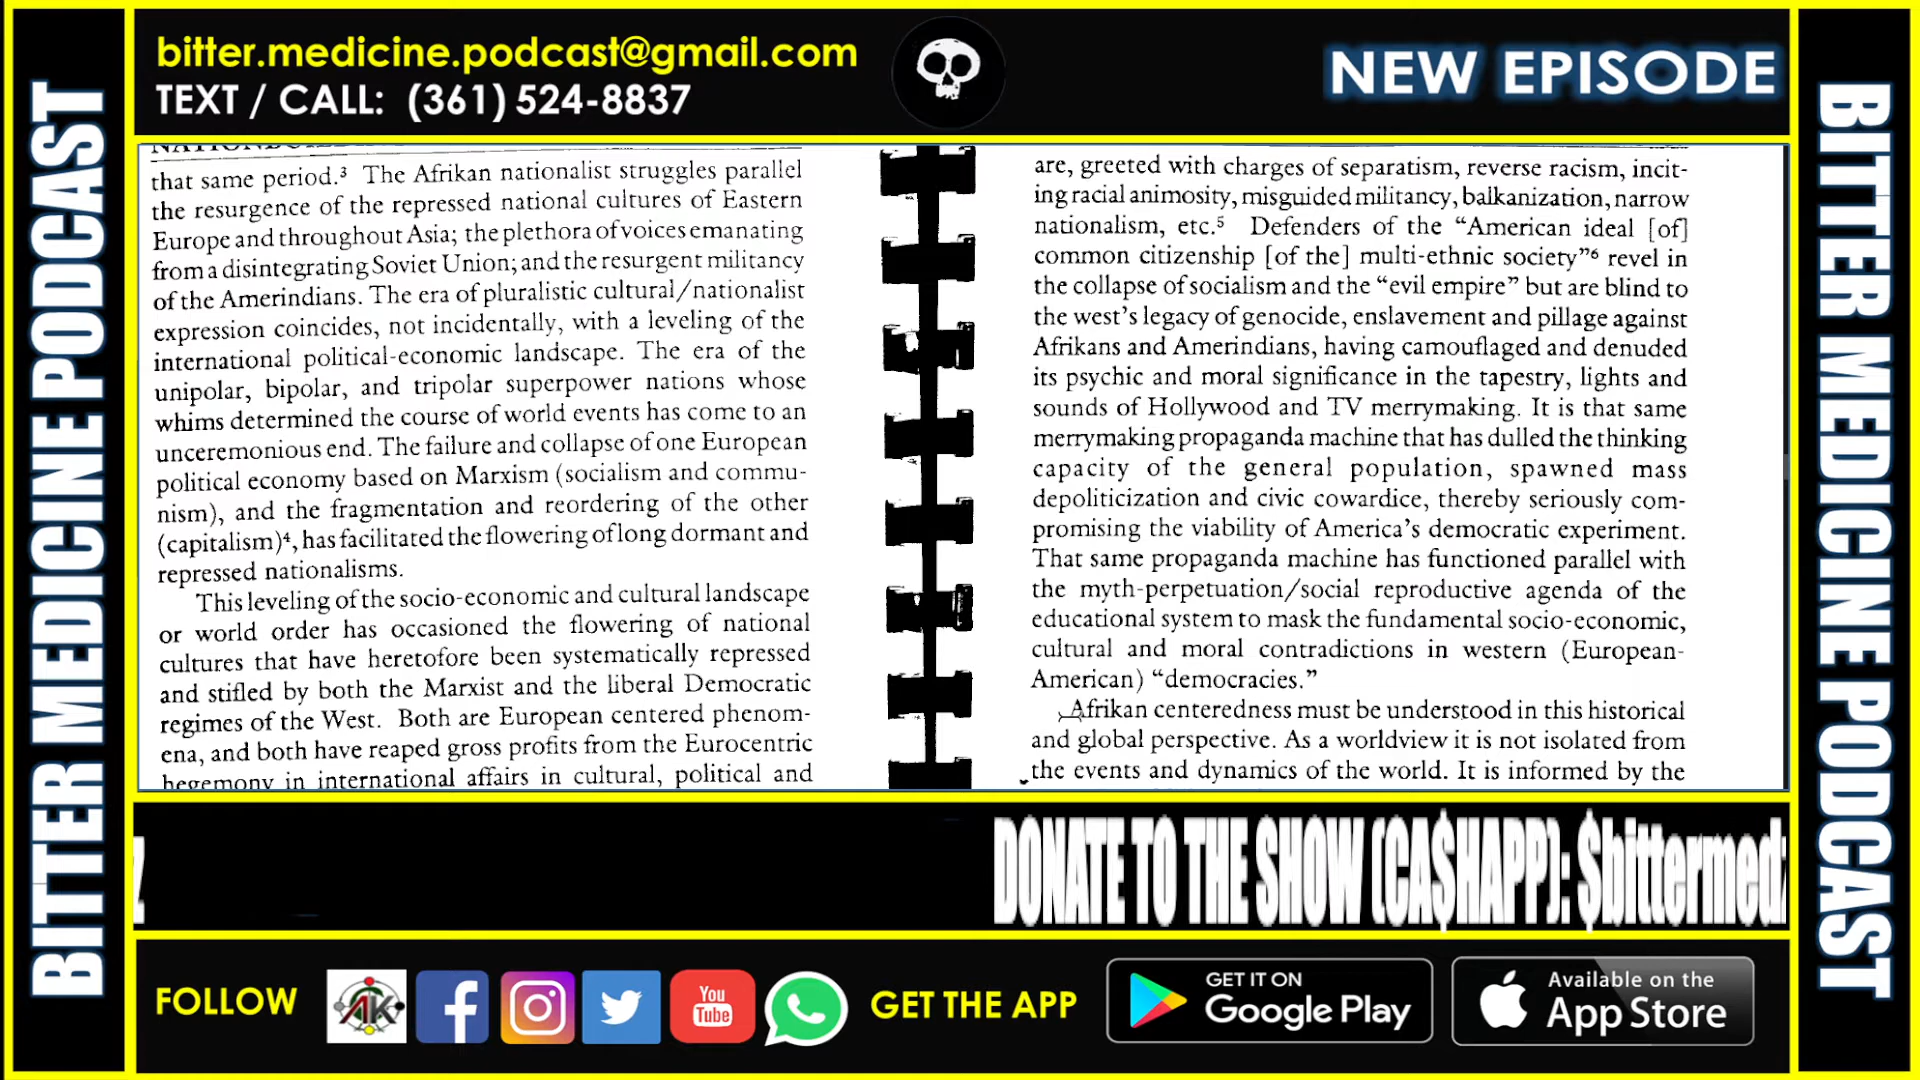 BITTER MEDICINE PODCAST
bitter.medicine.podcast@gmail.com
TEXT / CALL: (361) 524-8837
NEW EPISODE
that same period.³ The Afrikan nationalist struggles parallel
the resurgence of the repressed national cultures of Eastern
Europe and throughout Asia; the plethora of voices emanating
from a disintegrating Soviet Union; and the resurgent militancy
of the Amerindians. The era of pluralistic cultural/nationalist
expression coincides, not incidentally, with a leveling of the
international political-economic landscape. The era of the
unipolar, bipolar, and tripolar superpower nations whose
whims determined the course of world events has come to an
unceremonious end. The failure and collapse of one European
political economy based on Marxism (socialism and commu-
nism), and the fragmentation and reordering of the other
(capitalism)⁴, has facilitated the flowering of long dormant and
repressed nationalisms.
This leveling of the socio-economic and cultural landscape
or world order has occasioned the flowering of national
cultures that have heretofore been systematically repressed
and stifled by both the Marxist and the liberal Democratic
regimes of the West. Both are European centered phenom-
ena, and both have reaped gross profits from the Eurocentric
hegemony in international affairs in cultural, political and
are, greeted with charges of separatism, reverse racism, incit-
ing racial animosity, misguided militancy, balkanization, narrow
nationalism, etc.⁵ Defenders of the “American ideal [of]
common citizenship [of the] multi-ethnic society”⁶ revel in
the collapse of socialism and the “evil empire” but are blind to
the west’s legacy of genocide, enslavement and pillage against
Afrikans and Amerindians, having camouflaged and denuded
its psychic and moral significance in the tapestry, lights and
sounds of Hollywood and TV merrymaking. It is that same
merrymaking propaganda machine that has dulled the thinking
capacity of the general population, spawned mass
depoliticization and civic cowardice, thereby seriously com-
promising the viability of America’s democratic experiment.
That same propaganda machine has functioned parallel with
the myth-perpetuation/social reproductive agenda of the
educational system to mask the fundamental socio-economic,
cultural and moral contradictions in western (European-
American) “democracies.”
Afrikan centeredness must be understood in this historical
and global perspective. As a worldview it is not isolated from
the events and dynamics of the world. It is informed by the
DONATE TO THE SHOW (CA$HAPP): $bittermed
FOLLOW
AK
You
Tube
GET THE APP
GET IT ON
Google Play
Available on the
App Store
BITTER MEDICINE PODCAST